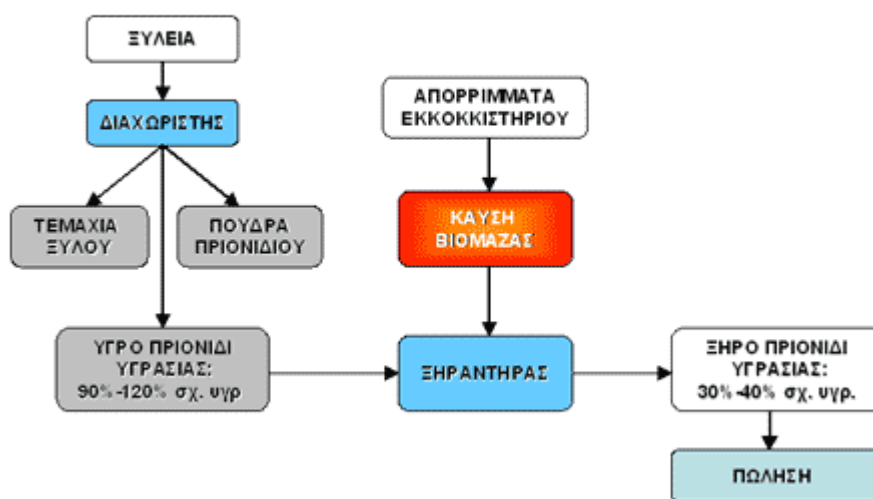 ΞΥΛΕΙΑ
ΔΙΑΧΩΡΙΣΤΗΣ
ΤΕΜΑΧΙΑ
ΞΥΛΟΥ
ΠΟΥΔΡΑ
ΠΡΙΟΝΙΔΙΟΥ
ΥΓΡΟ ΠΡΙΟΝΙΔΙ
ΥΓΡΑΣΙΑΣ:
90%-120% σχ. υγρ
ΑΠΟΡΡΙΜΜΑΤΑ
ΕΚΚΟΚΚΙΣΤΗΡΙΟΥ
ΚΑΥΣΗ
ΒΙΟΜΑΖΑΣ
ΞΗΡΑΝΤΗΡΑΣ
ΞΗΡΟ ΠΡΙΟΝΙΔΙ
ΥΓΡΑΣΙΑΣ:
30%-40% σχ. υγρ.
ΠΩΛΗΣΗ